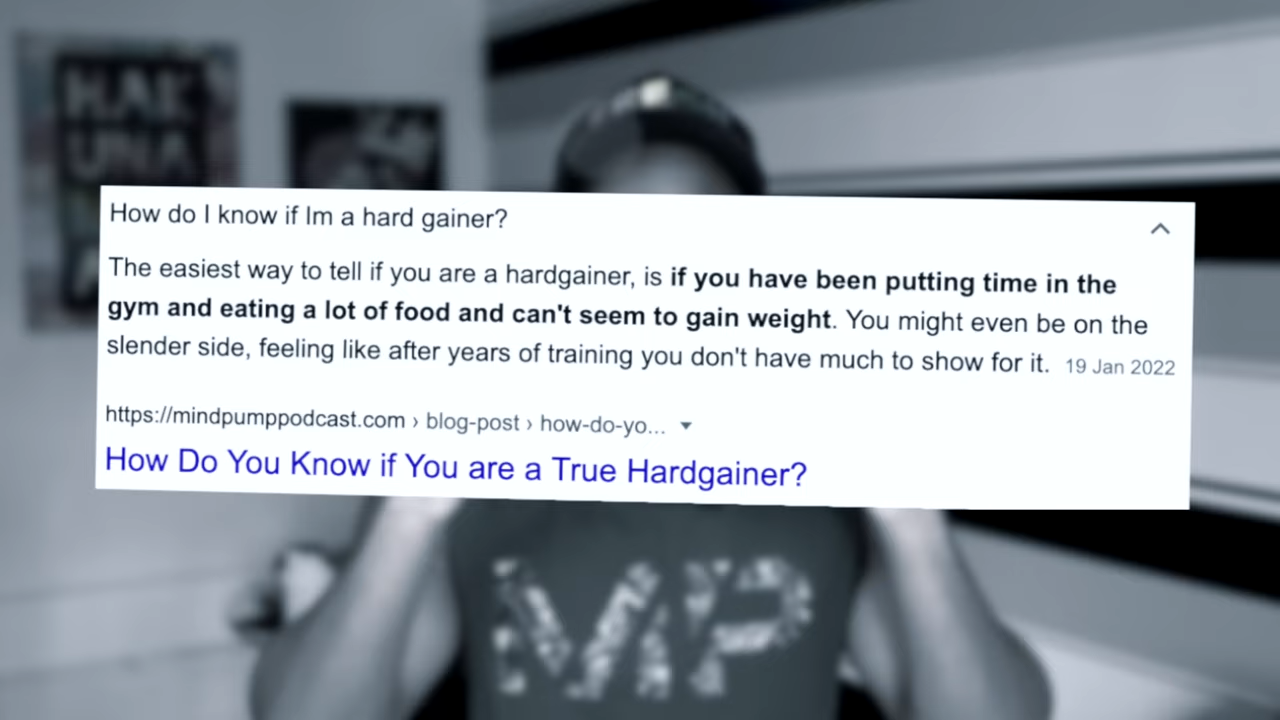 HAK
UNA
How do I know if Im a hard gainer?
The easiest way to tell if you are a hardgainer, is if you have been putting time in the
gym and eating a lot of food and can't seem to gain weight. You might even be on the
slender side, feeling like after years of training you don't have much to show for it. 19 Jan 2022
https://mindpumppodcast.com › blog-post › how-do-yo...
How Do You Know if You are a True Hardgainer?
MP